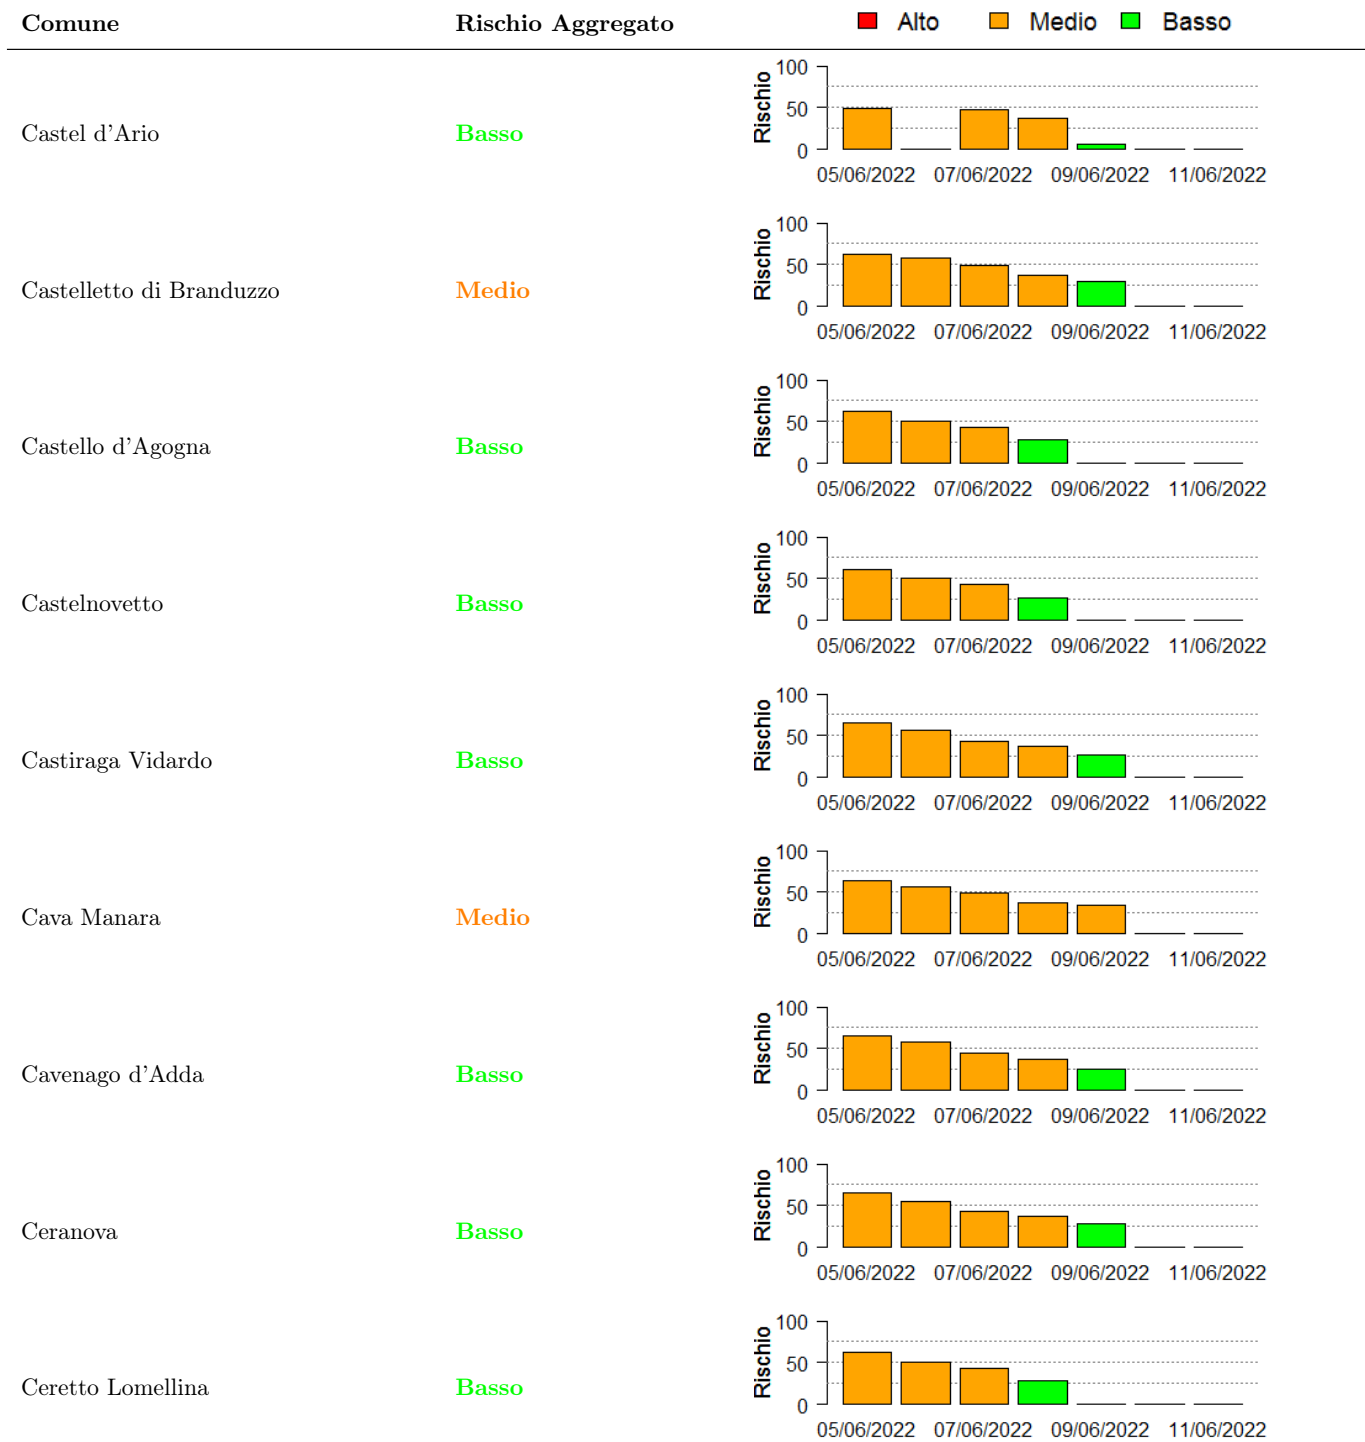 Comune Rischio Aggregato Alto Medio Basso
100
50
0
Rischio
Castel d'Ario Basso
05/06/2022 07/06/2022 09/06/2022 11/06/2022
100
50
0
Rischio
Castelletto di Branduzzo Medio
05/06/2022 07/06/2022 09/06/2022 11/06/2022
100
50
0
Rischio
Castello d'Agogna Basso
05/06/2022 07/06/2022 09/06/2022 11/06/2022
100
50
0
Rischio
Castelnovetto Basso
05/06/2022 07/06/2022 09/06/2022 11/06/2022
100
50
0
Rischio
Castiraga Vidardo Basso
05/06/2022 07/06/2022 09/06/2022 11/06/2022
100
50
0
Rischio
Cava Manara Medio
05/06/2022 07/06/2022 09/06/2022 11/06/2022
100
50
0
Rischio
Cavenago d'Adda Basso
05/06/2022 07/06/2022 09/06/2022 11/06/2022
100
50
0
Rischio
Ceranova Basso
05/06/2022 07/06/2022 09/06/2022 11/06/2022
100
50
0
Rischio
Ceretto Lomellina Basso
05/06/2022 07/06/2022 09/06/2022 11/06/2022